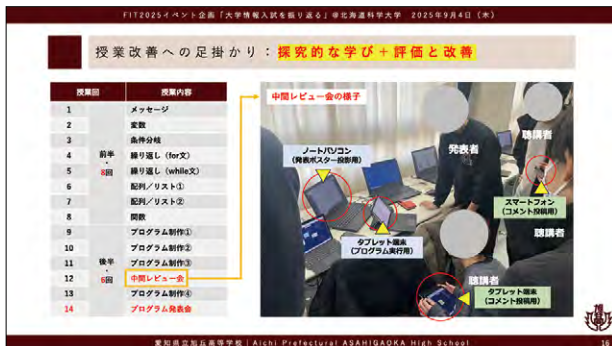 FIT2025イベント企画「大学情報入試を振り返る」@北海道科学大学 2025年9月4日（木）
授業改善への足掛かり：探究的な学び＋評価と改善
授業回 授業内容
1 メッセージ
2 変数
3 条件分岐
4 繰り返し（for文）
5 繰り返し（while文）
6 配列／リスト①
7 配列／リスト②
8 関数
前半・8回
9 プログラム制作①
10 プログラム制作②
11 プログラム制作③
12 中間レビュー会
13 プログラム制作④
14 プログラム発表会
後半・6回
中間レビュー会の様子
ノートパソコン
（発表ポスター投影用）
発表者
聴講者
スマートフォン
（コメント投稿用）
聴講者
タブレット端末
（プログラム実行用）
聴講者
タブレット端末
（コメント投稿用）
愛知県立旭丘高等学校｜Aichi Prefectural ASAHIGAOKA High School
16